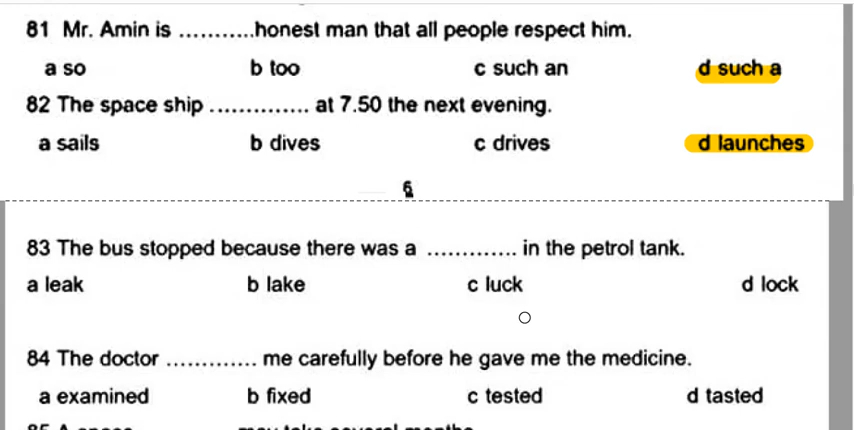 81 Mr. Amin is ...........honest man that all people respect him.
a so b too c such an d such a
82 The space ship .............. at 7.50 the next evening.
a sails b dives c drives d launches
6
83 The bus stopped because there was a ............. in the petrol tank.
a leak b lake c luck d lock
84 The doctor ............. me carefully before he gave me the medicine.
a examined b fixed c tested d tasted